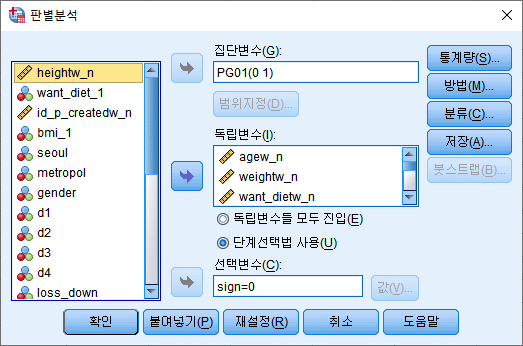 판별분석
heightw_n
want_diet_1
id_p_createdw_n
bmi_1
seoul
metropol
gender
d1
d2
d3
d4
loss_down
집단변수(G):
PG01(0 1)
범위지정(D)...
독립변수(I):
agew_n
weightw_n
want_dietw_n
독립변수들 모두 진입(E)
단계선택법 사용(U)
선택변수(C):
sign=0
값(V)...
통계량(S)...
방법(M)...
분류(C)...
저장(A)...
붓스트랩(B)...
확인
붙여넣기(P)
재설정(R)
취소
도움말